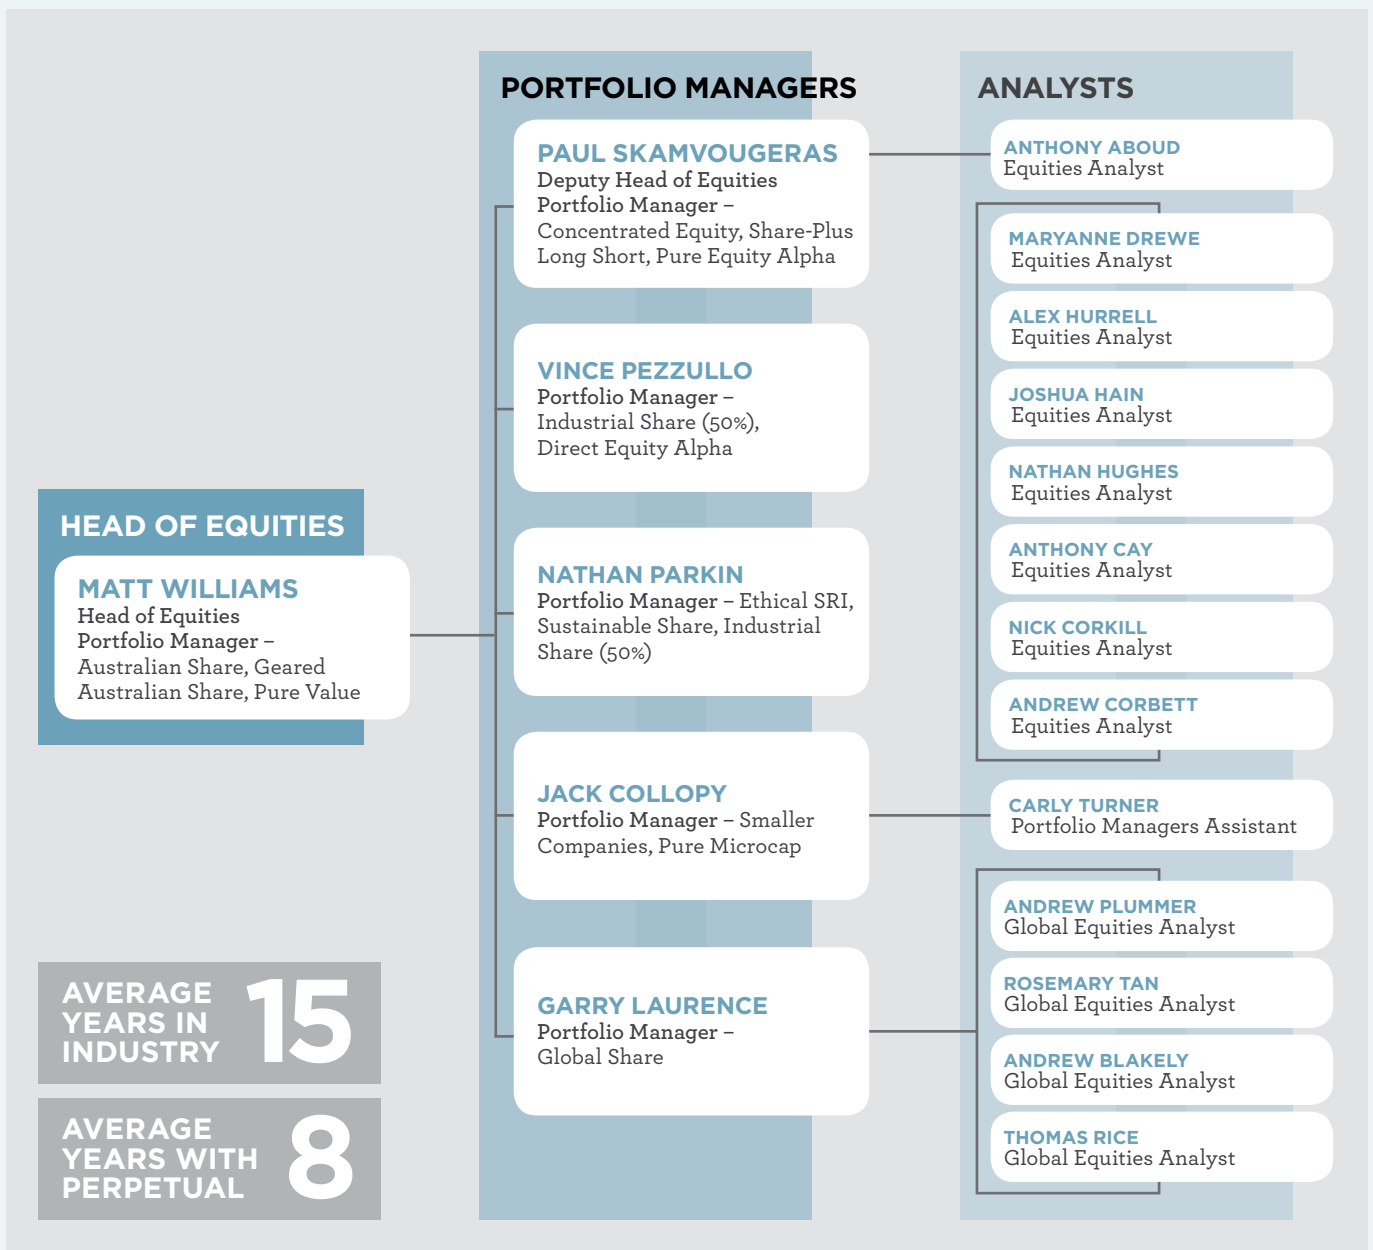 HEAD OF EQUITIES
MATT WILLIAMS
Head of Equities
Portfolio Manager –
Australian Share, Geared
Australian Share, Pure Value
AVERAGE
YEARS IN
INDUSTRY
15
AVERAGE
YEARS WITH
PERPETUAL
8
PORTFOLIO MANAGERS
PAUL SKAMVOUGERAS
Deputy Head of Equities
Portfolio Manager –
Concentrated Equity, Share-Plus
Long Short, Pure Equity Alpha
VINCE PEZZULLO
Portfolio Manager –
Industrial Share (50%),
Direct Equity Alpha
NATHAN PARKIN
Portfolio Manager – Ethical SRI,
Sustainable Share, Industrial
Share (50%)
JACK COLLOPY
Portfolio Manager – Smaller
Companies, Pure Microcap
GARRY LAURENCE
Portfolio Manager –
Global Share
ANALYSTS
ANTHONY ABOUD
Equities Analyst
MARYANNE DREWE
Equities Analyst
ALEX HURRELL
Equities Analyst
JOSHUA HAIN
Equities Analyst
NATHAN HUGHES
Equities Analyst
ANTHONY CAY
Equities Analyst
NICK CORKILL
Equities Analyst
ANDREW CORBETT
Equities Analyst
CARLY TURNER
Portfolio Managers Assistant
ANDREW PLUMMER
Global Equities Analyst
ROSEMARY TAN
Global Equities Analyst
ANDREW BLAKELY
Global Equities Analyst
THOMAS RICE
Global Equities Analyst